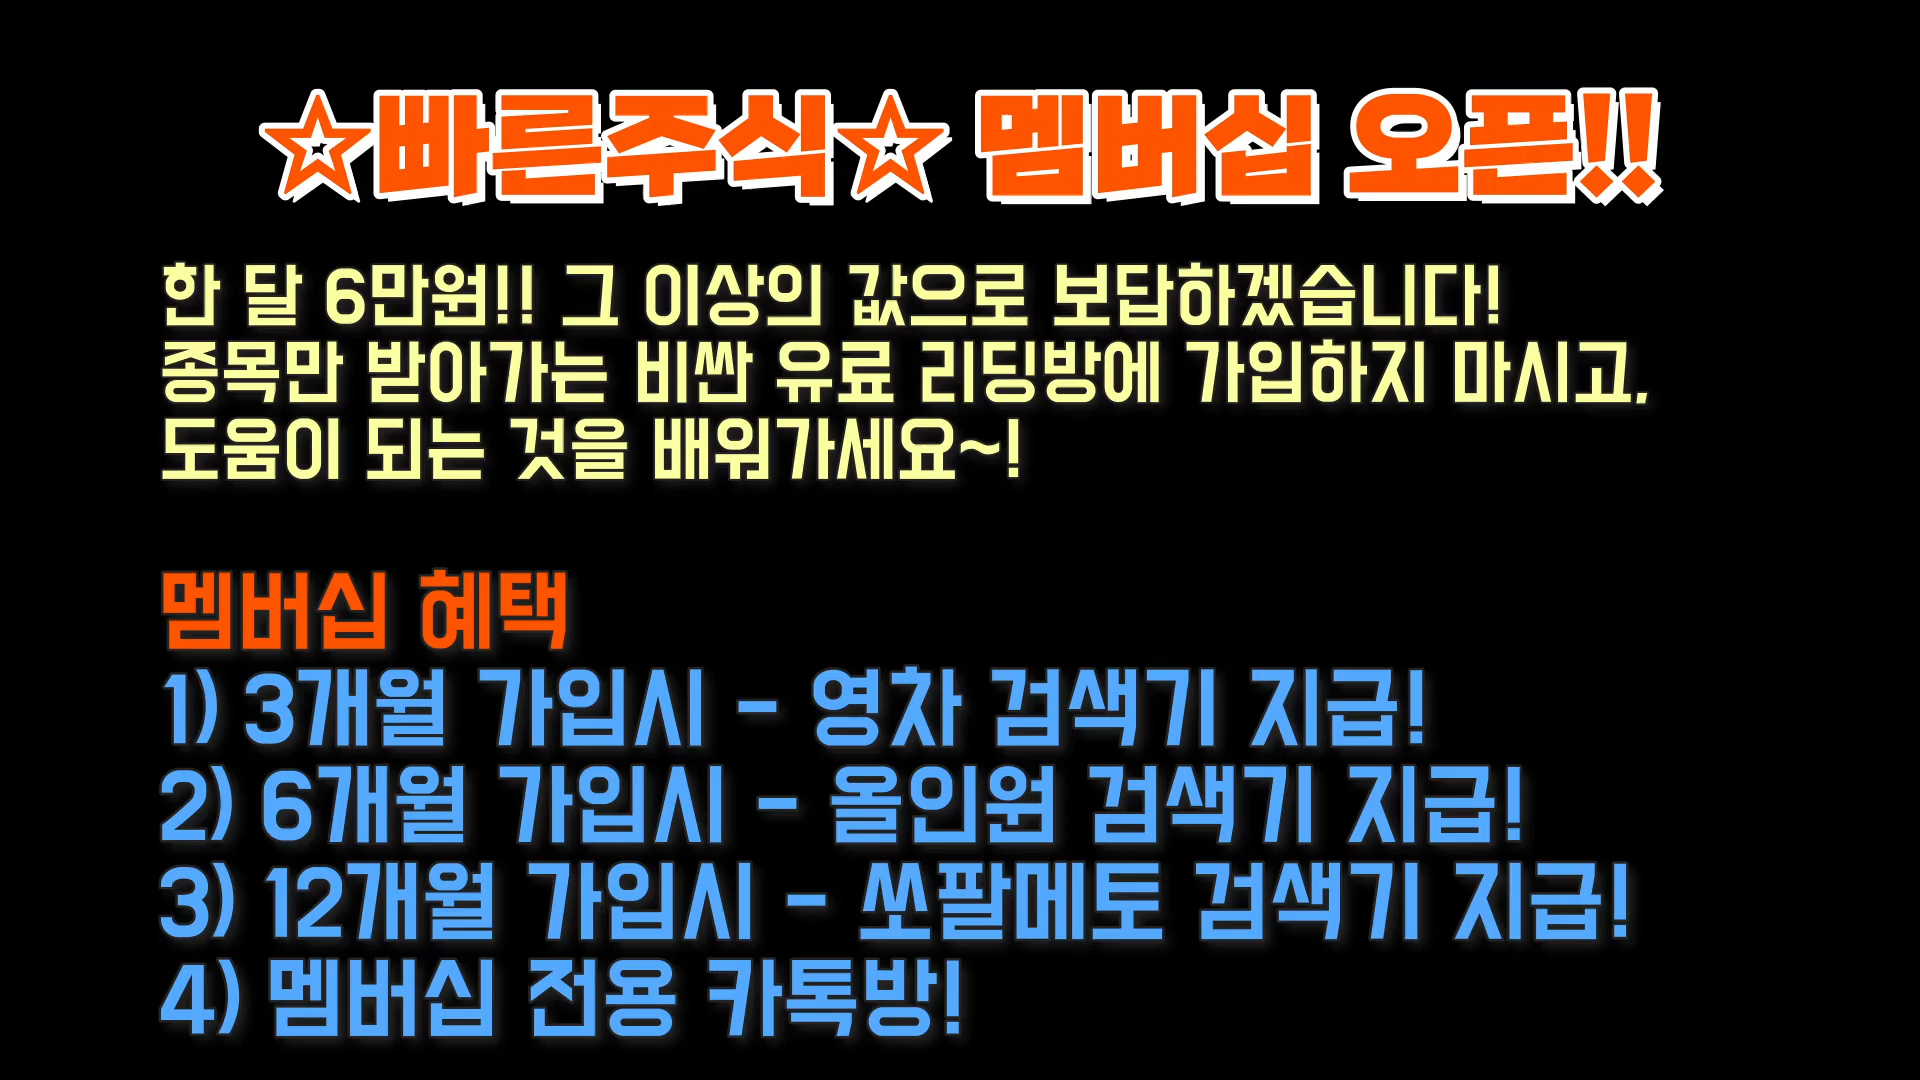 ☆빠른주식☆ 멤버십 오픈!!
한 달 6만원!! 그 이상의 값으로 보답하겠습니다!
종목만 받아가는 비싼 유료 리딩방에 가입하지 마시고,
도움이 되는 것을 배워가세요~!
멤버십 혜택
1) 3개월 가입시 - 영차 검색기 지급!
2) 6개월 가입시 - 올인원 검색기 지급!
3) 12개월 가입시 - 쏘팔메토 검색기 지급!
4) 멤버십 전용 카톡방!